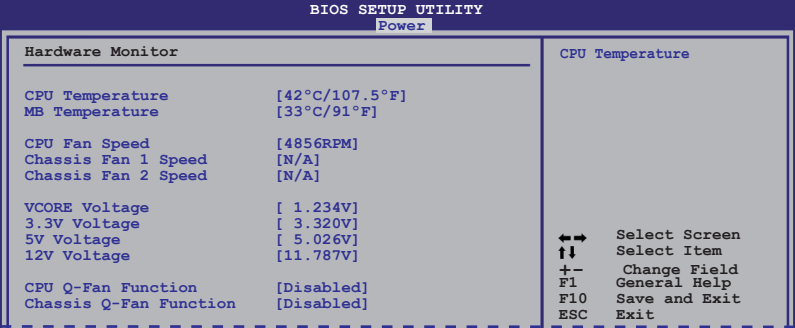 BIOS SETUP UTILITY
Power
Hardware Monitor
CPU Temperature [42°C/107.5°F]
MB Temperature [33°C/91°F]
CPU Fan Speed [4856RPM]
Chassis Fan 1 Speed [N/A]
Chassis Fan 2 Speed [N/A]
VCORE Voltage [ 1.234V]
3.3V Voltage [ 3.320V]
5V Voltage [ 5.026V]
12V Voltage [11.787V]
CPU Q-Fan Function [Disabled]
Chassis Q-Fan Function [Disabled]
CPU Temperature
←→ Select Screen
↑↓ Select Item
+- Change Field
F1 General Help
F10 Save and Exit
ESC Exit